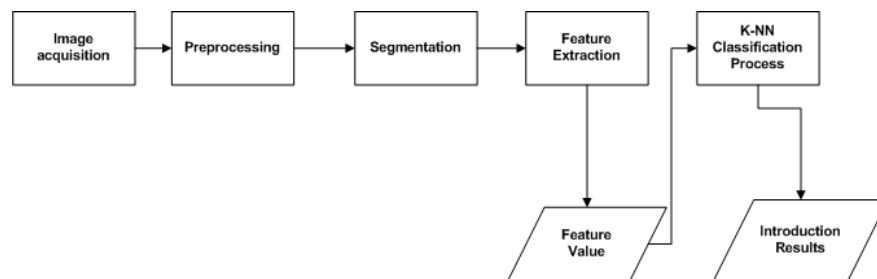 Image
acquisition
Preprocessing
Segmentation
Feature
Extraction
K-NN
Classification
Process
Feature
Value
Introduction
Results